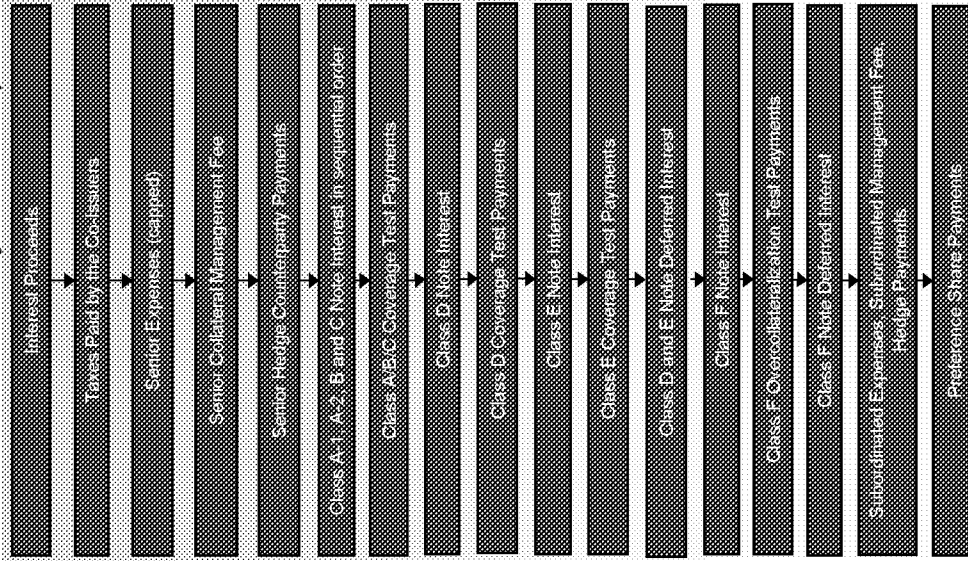 Interest Proceeds
Taxes Paid by the Co-Issuers
Senior Expenses (capped)
Senior Collateral Management Fee
Senior Hedge Counterparty Payments
Class A-1, A-2, B and C Note Interest in sequential order
Class A/B/C Coverage Test Payments
Class D Note Interest
Class D Coverage Test Payments
Class E Note Interest
Class E Coverage Test Payments
Class D and E Note Deferred Interest
Class F Note Interest
Class F Overcollateralization Test Payments
Class F Note Deferred Interest
Subordinated Expenses, Subordinated Management Fee,
Hedge Payments
Preference Share Payments